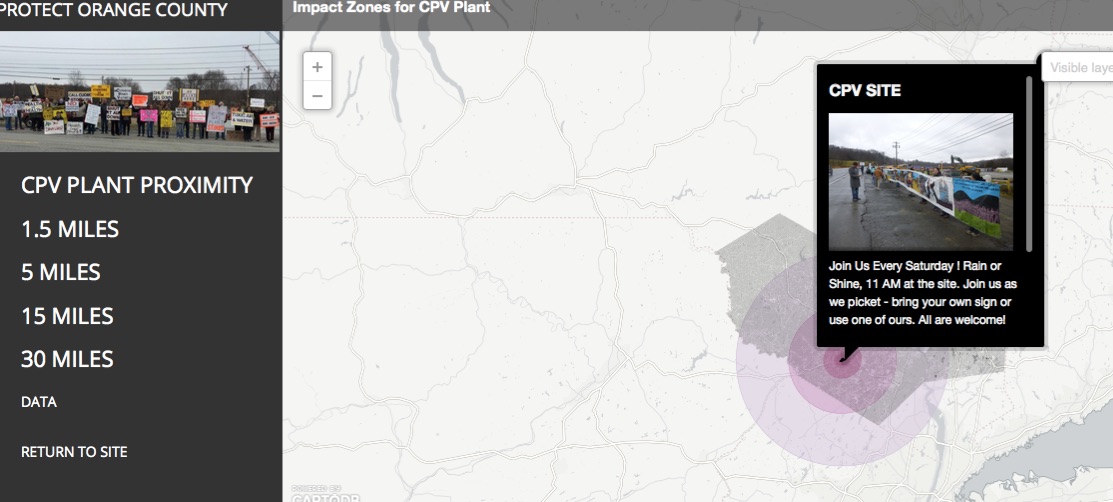 PROTECT ORANGE COUNTY
CPV PLANT PROXIMITY
1.5 MILES
5 MILES
15 MILES
30 MILES
DATA
RETURN TO SITE
Impact Zones for CPV Plant
+
−
Visible laye
CPV SITE
Join Us Every Saturday ! Rain or
Shine, 11 AM at the site. Join us as
we picket - bring your own sign or
use one of ours. All are welcome!
POWERED BY
CARTODB